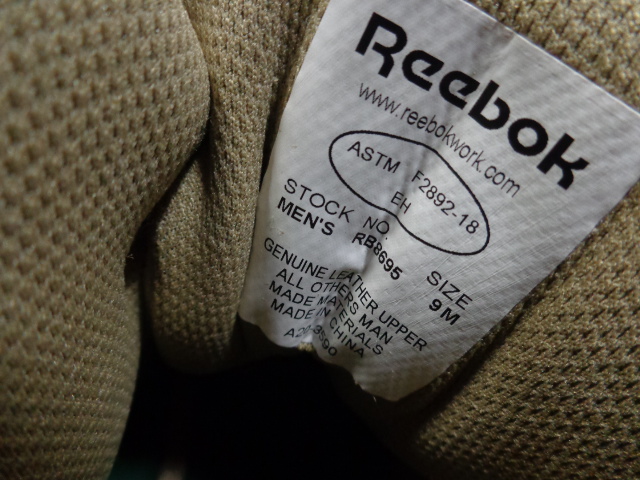 Reebok
www.reebokwork.com
ASTM F2892-18
EH
STOCK NO. SIZE
MEN'S RB8695 9 M
GENUINE LEATHER UPPER
ALL OTHERS MAN
MADE MATERIALS
MADE IN CHINA